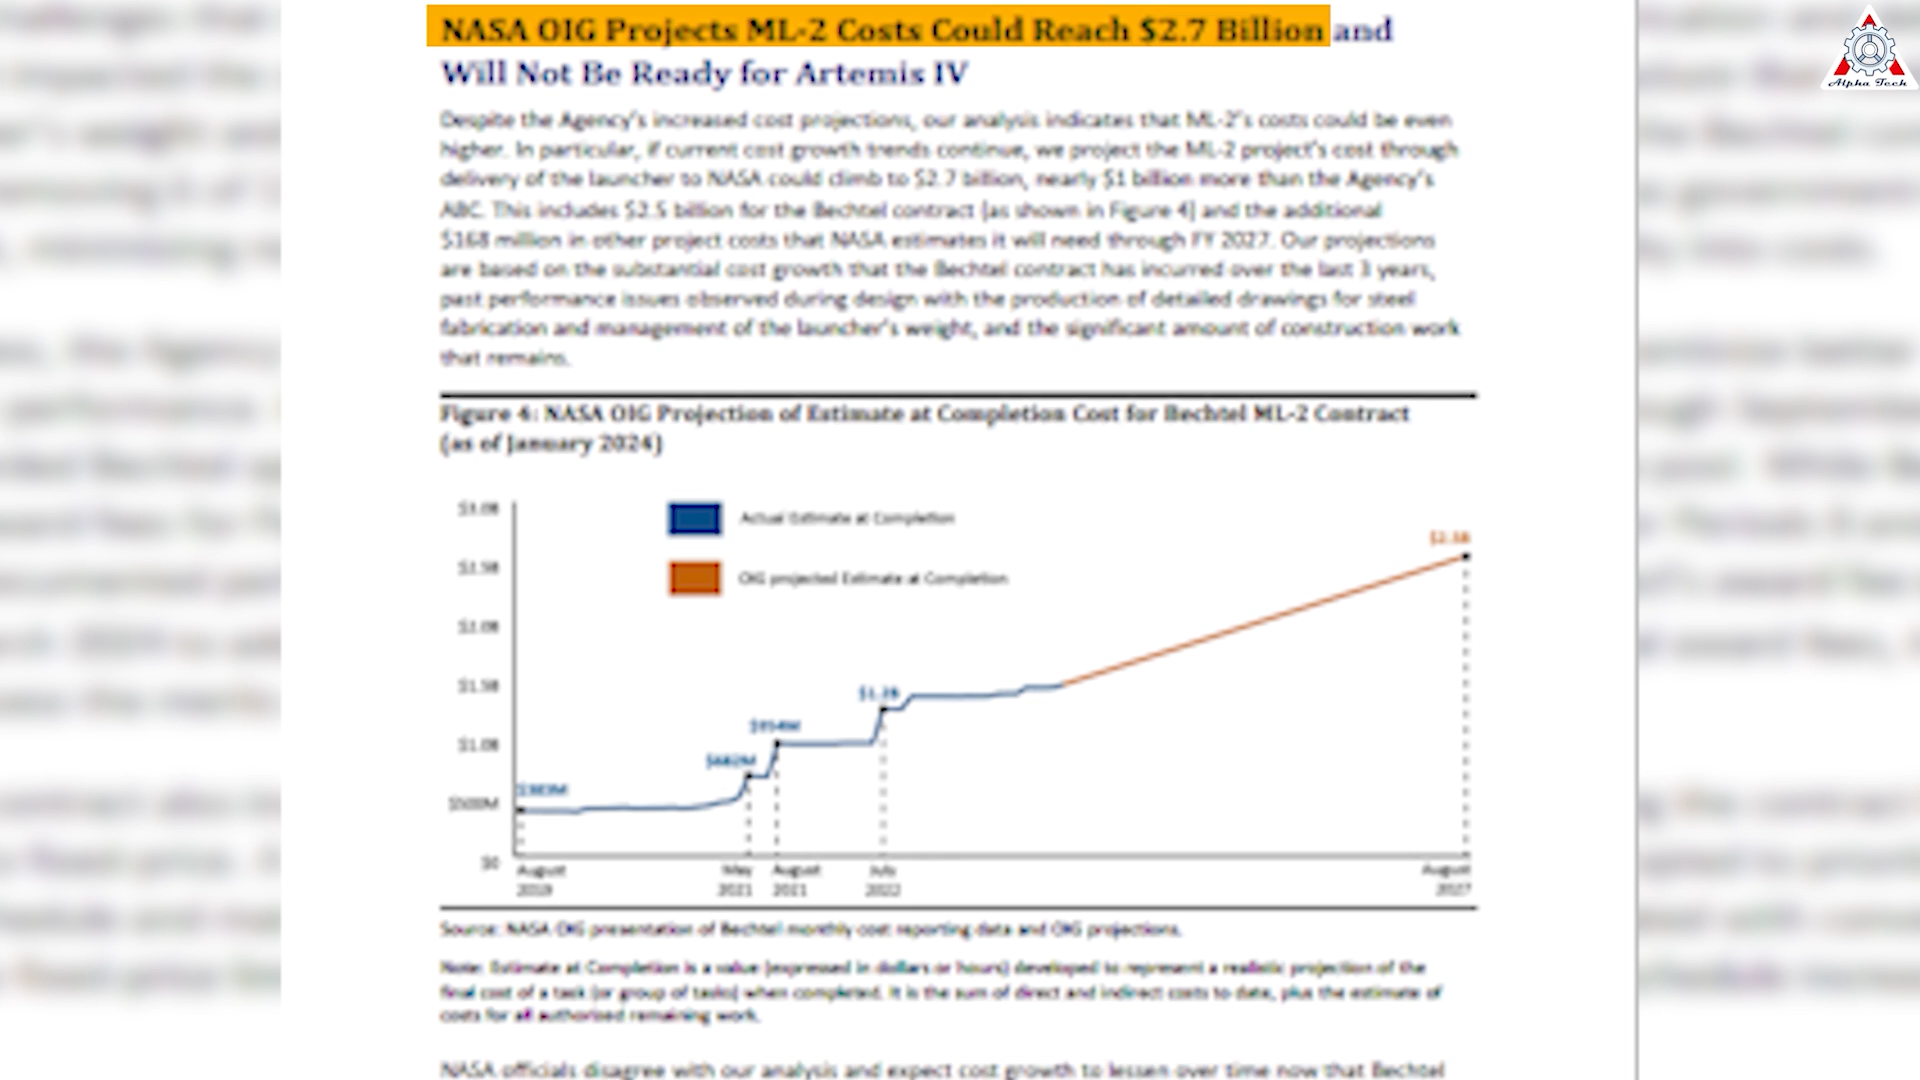 NASA OIG Projects ML-2 Costs Could Reach $2.7 Billion and
Will Not Be Ready for Artemis IV
Despite the Agency's increased cost projections, our analysis indicates that ML-2's costs could be even
higher. In particular, if current cost growth trends continue, we project the ML-2 project's cost through
delivery of the launcher to NASA could climb to $2.7 billion, nearly $1 billion more than the Agency's
ABC. This includes $2.5 billion for the Bechtel contract (as shown in Figure 4) and the additional
$168 million in other project costs that NASA estimates it will need through FY 2027. Our projections
are based on the substantial cost growth that the Bechtel contract has incurred over the last 3 years,
past performance issues observed during design with the production of detailed drawings for steel
fabrication and management of the launcher's weight, and the significant amount of construction work
that remains.
Figure 4: NASA OIG Projection of Estimate at Completion Cost for Bechtel ML-2 Contract
(as of January 2024)
$3.0B
$2.5B
$2.0B
$1.5B
$1.0B
$500M
$0
Actual Estimate at Completion
OIG projected Estimate at Completion
$383M
August
2019
May
2021
August
2021
July
2022
August
2027
Source: NASA OIG presentation of Bechtel monthly cost reporting data and OIG projections.
Note: Estimate at Completion is a value (expressed in dollars or hours) developed to represent a realistic projection of the
final cost of a task (or group of tasks) when completed. It is the sum of direct and indirect costs to date, plus the estimate of
costs for all authorized remaining work.
NASA officials disagree with our analysis and expect cost growth to lessen over time now that Bechtel
Alpha Tech